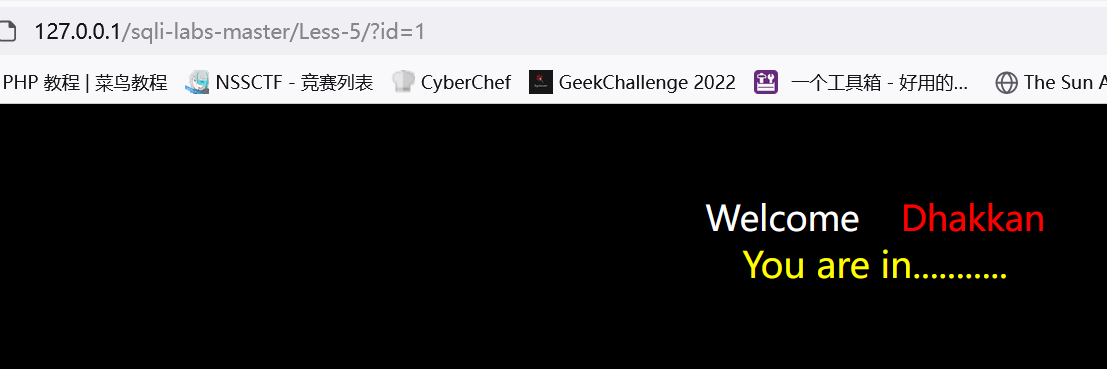 127.0.0.1/sqli-labs-master/Less-5/?id=1
PHP 教程 | 菜鸟教程 NSSCTF - 竞赛列表 CyberChef GeekChallenge 2022 一个工具箱 - 好用的... The Sun A
Welcome Dhakkan
You are in...........